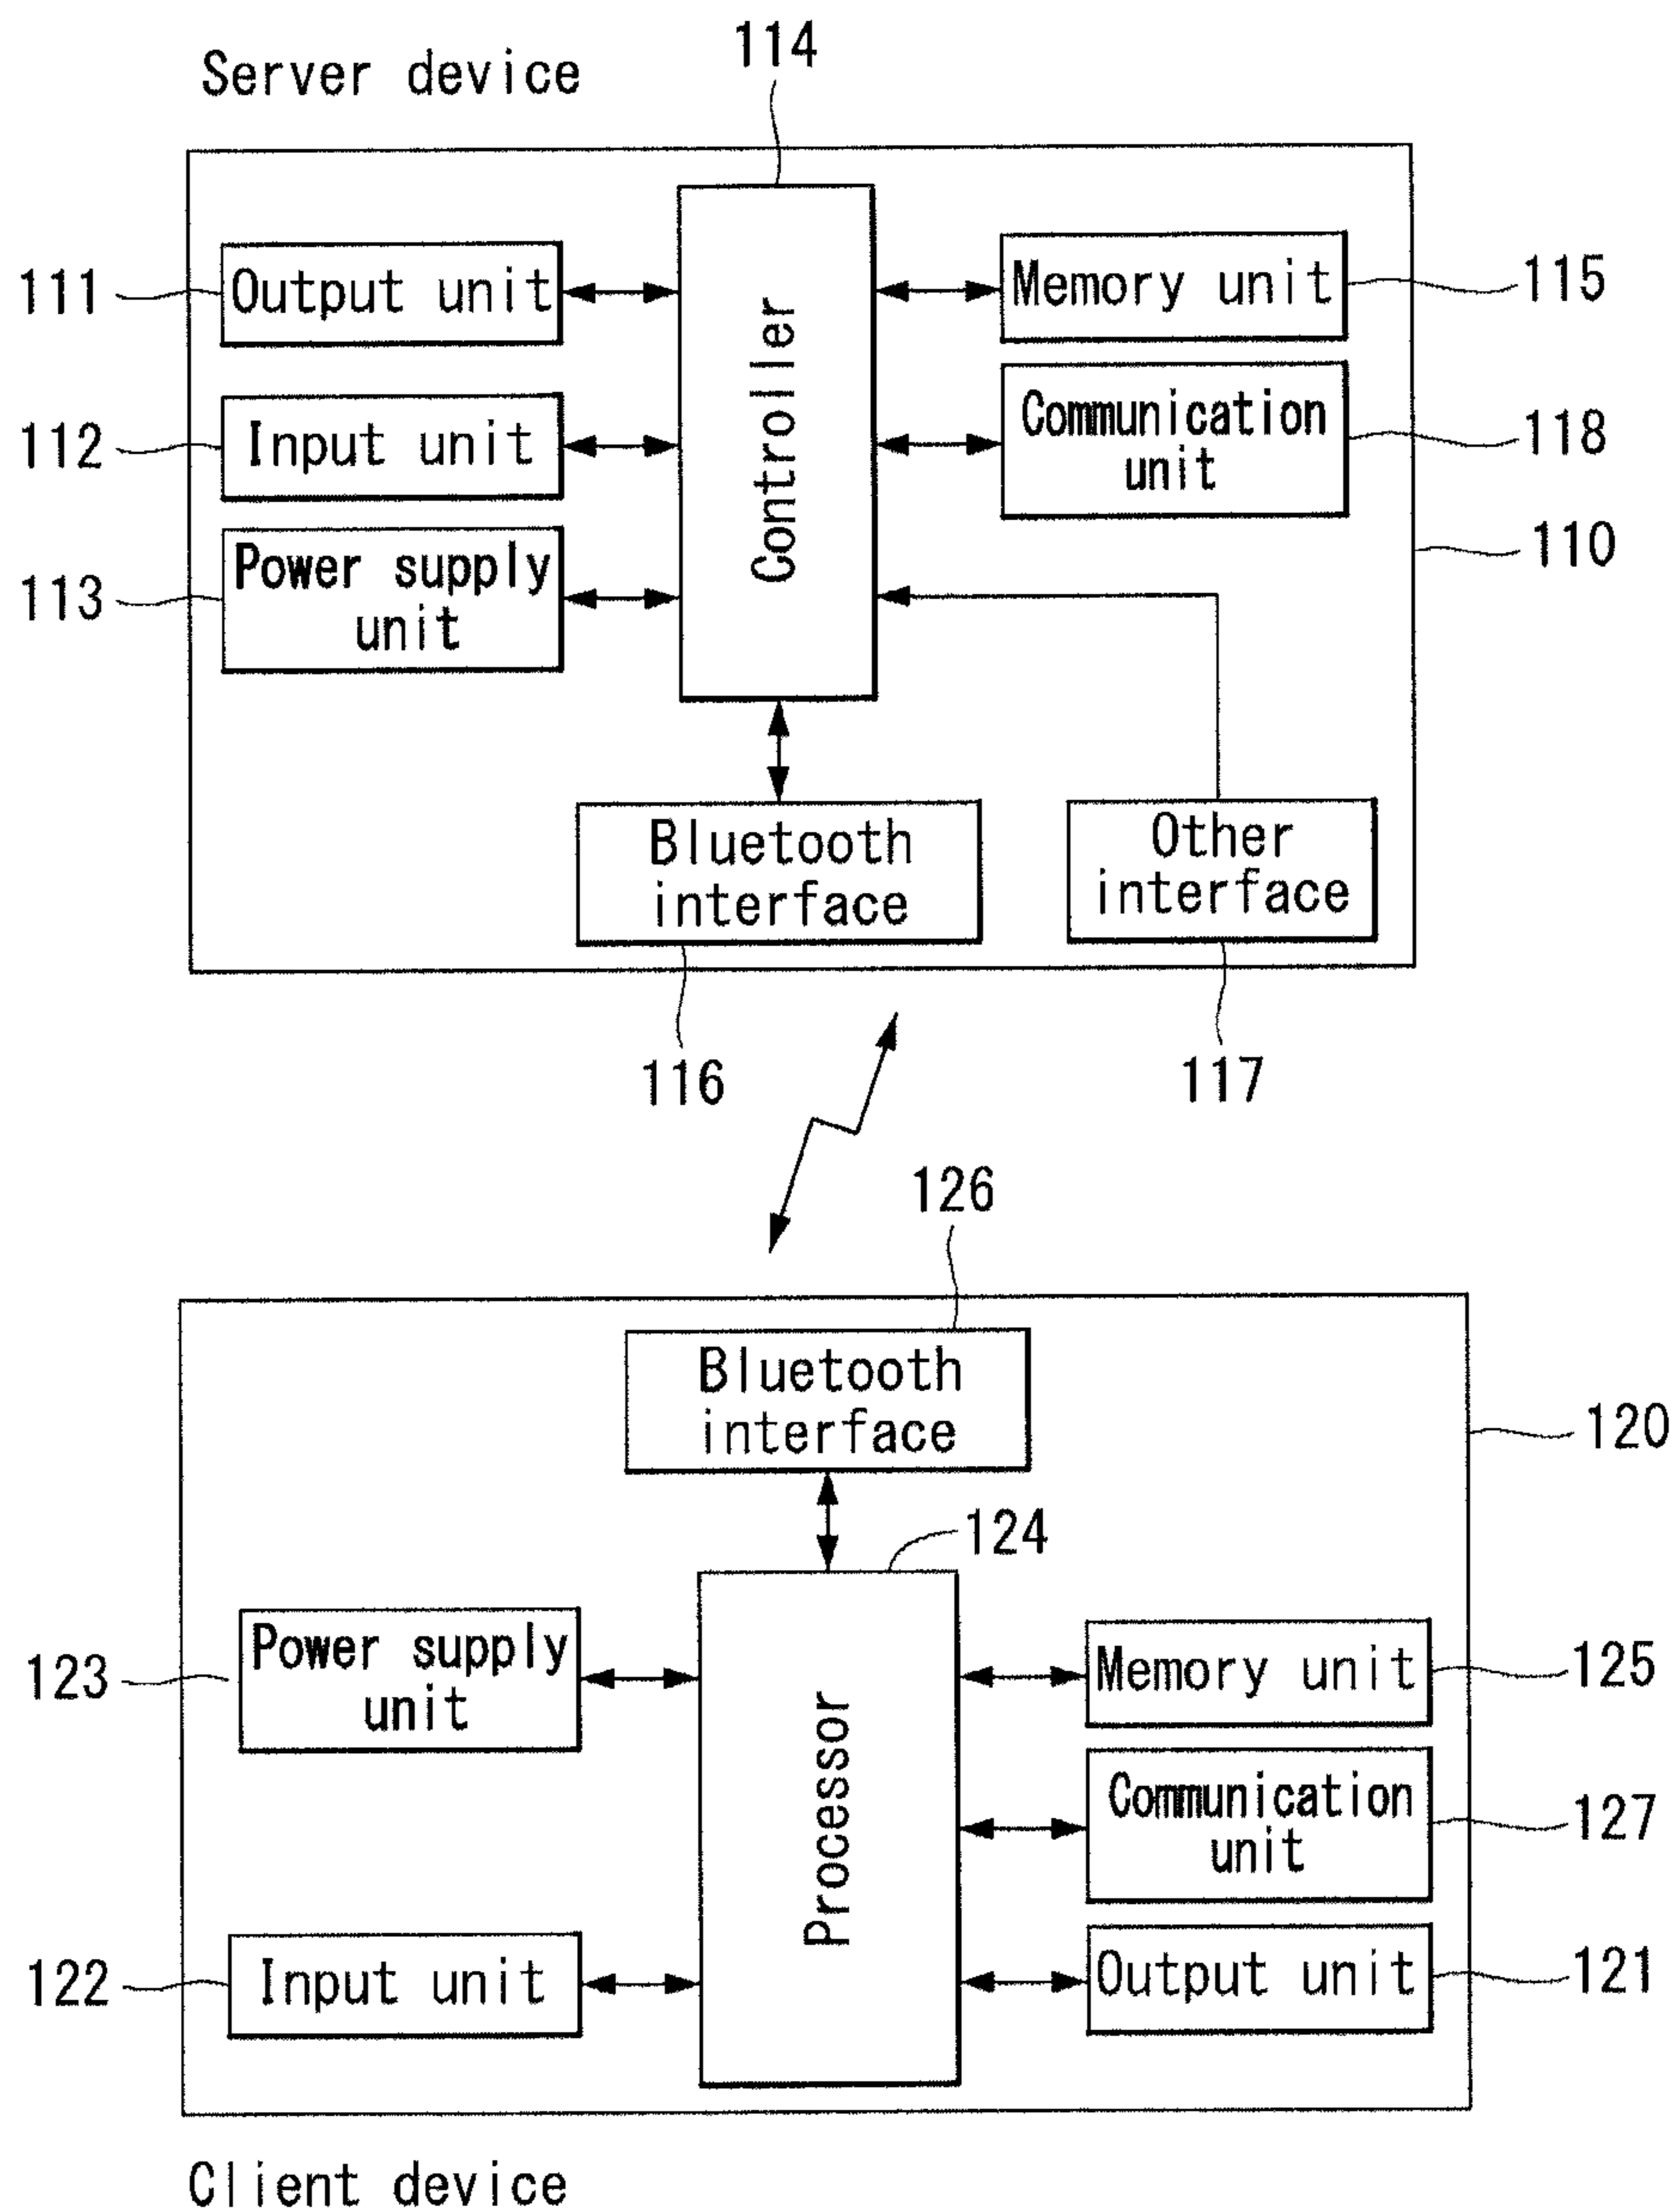 Server device
114
111
Output unit
Controller
Memory unit
115
112
Input unit
Communication
unit
118
113
Power supply
unit
110
Bluetooth
interface
Other
interface
116
117
126
Bluetooth
interface
120
124
123
Power supply
unit
Processor
Memory unit
125
Communication
unit
127
122
Input unit
Output unit
121
Client device